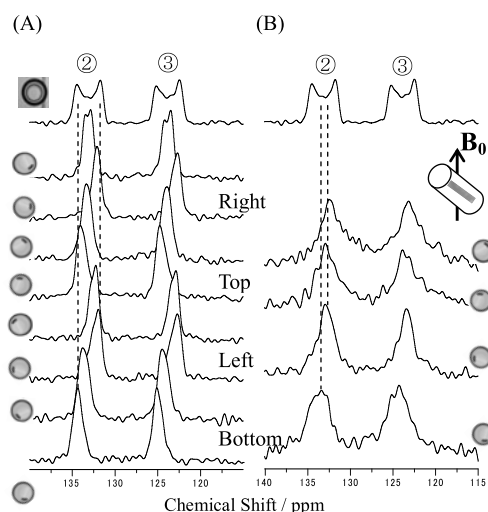 (A)
(B)
② ③
② ③
B₀
Right
Top
Left
Bottom
135 130 125 120
140 135 130 125 120 115
Chemical Shift / ppm